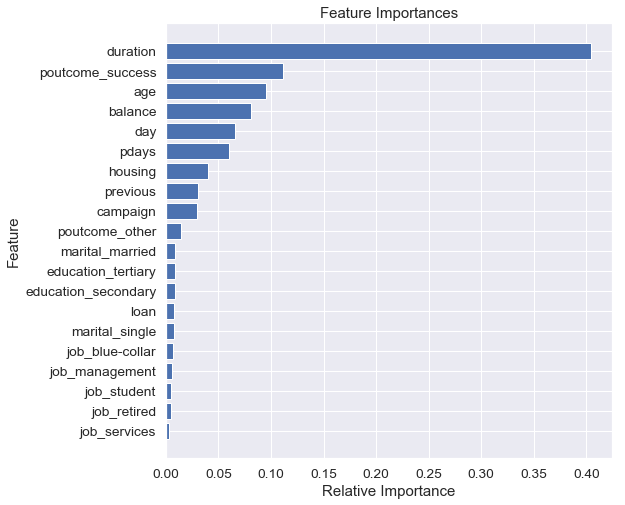 Feature Importances
duration
poutcome_success
age
balance
day
pdays
housing
previous
campaign
poutcome_other
marital_married
education_tertiary
education_secondary
loan
marital_single
job_blue-collar
job_management
job_student
job_retired
job_services
Feature
0.00 0.05 0.10 0.15 0.20 0.25 0.30 0.35 0.40
Relative Importance